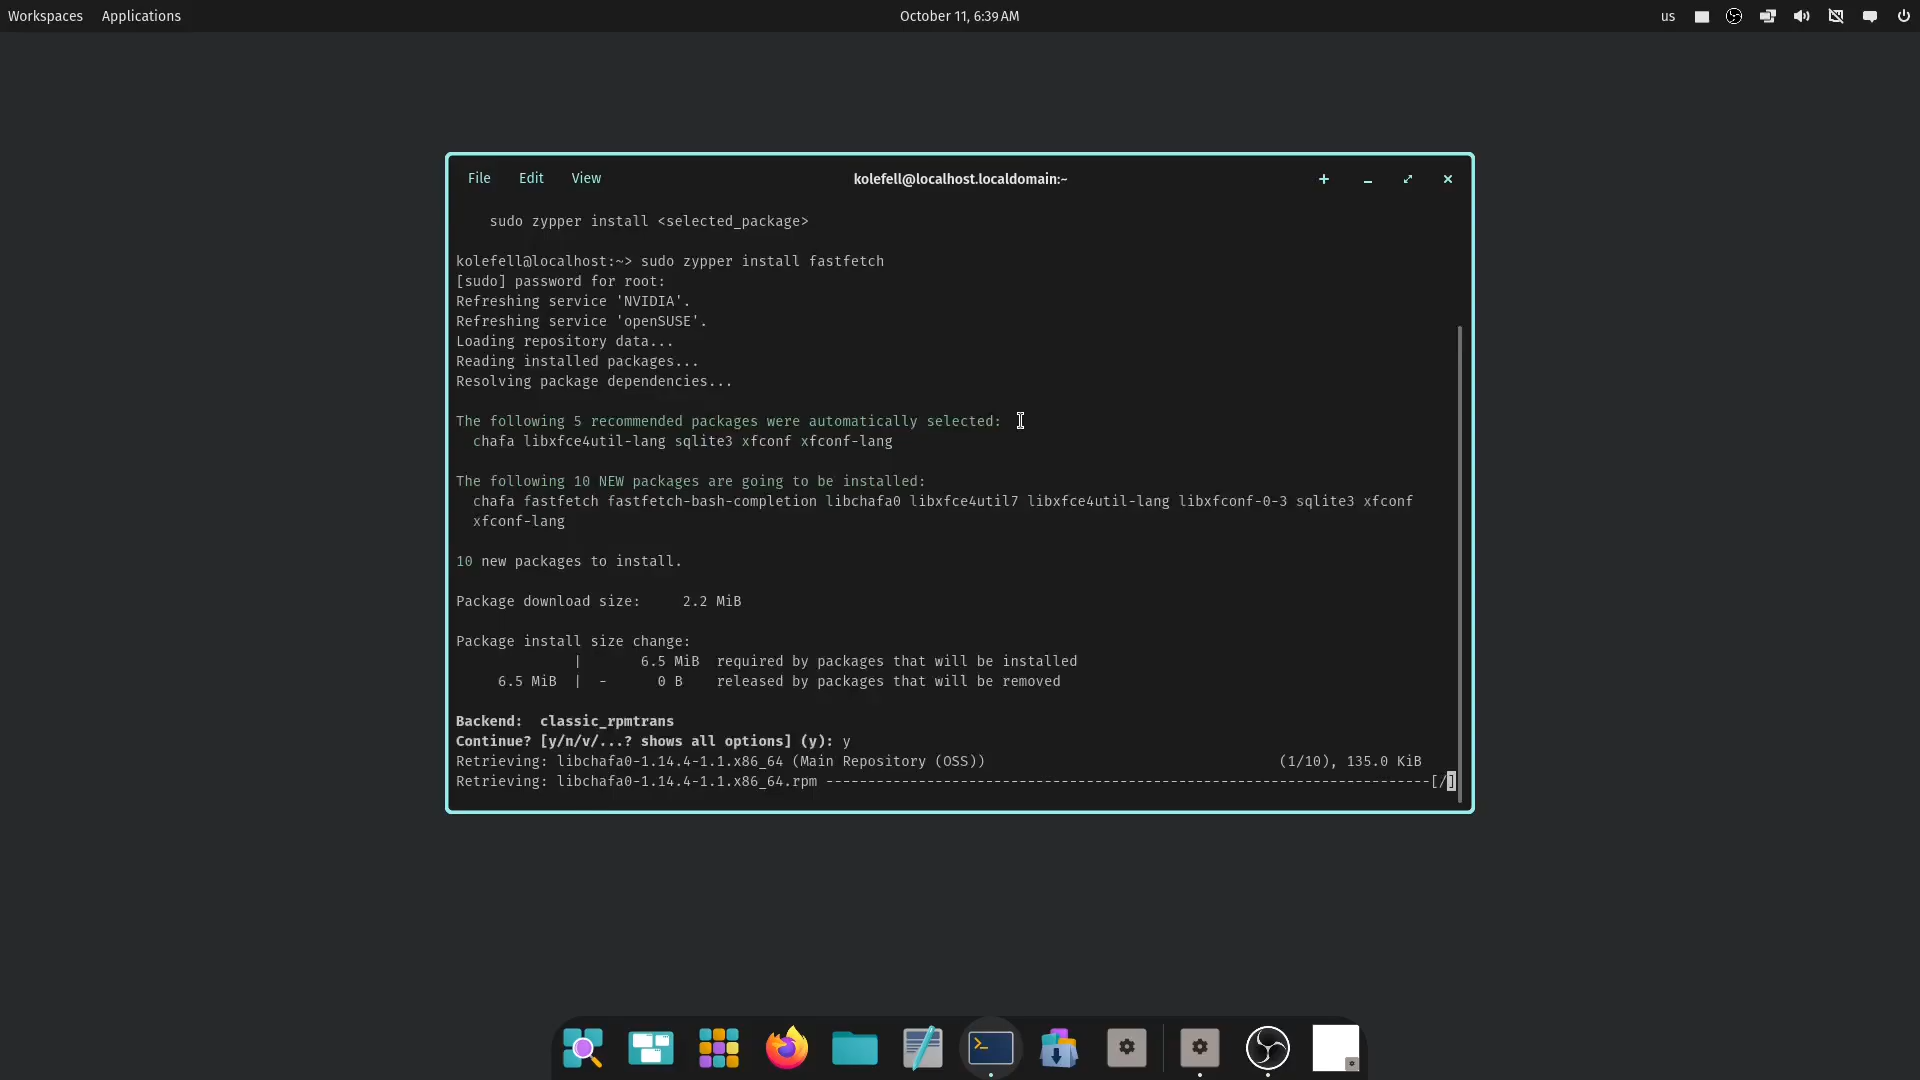 Workspaces Applications October 11, 6:39 AM us
File Edit View kolefell@localhost.localdomain:~
sudo zypper install <selected_package>
kolefell@localhost:~> sudo zypper install fastfetch
[sudo] password for root:
Refreshing service 'NVIDIA'.
Refreshing service 'openSUSE'.
Loading repository data...
Reading installed packages...
Resolving package dependencies...
The following 5 recommended packages were automatically selected:
chafa libxfce4util-lang sqlite3 xfconf xfconf-lang
The following 10 NEW packages are going to be installed:
chafa fastfetch fastfetch-bash-completion libchafa0 libxfce4util7 libxfce4util-lang libxfconf-0-3 sqlite3 xfconf
xfconf-lang
10 new packages to install.
Package download size:     2.2 MiB
Package install size change:
|       6.5 MiB  required by packages that will be installed
6.5 MiB  |  -      0 B    released by packages that will be removed
Backend:  classic_rpmtrans
Continue? [y/n/v/...? shows all options] (y): y
Retrieving: libchafa0-1.14.4-1.1.x86_64 (Main Repository (OSS)) (1/10), 135.0 KiB
Retrieving: libchafa0-1.14.4-1.1.x86_64.rpm ------------------------------------------------------------------------[/]